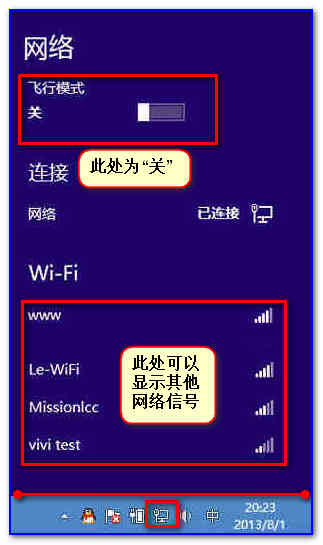 网络
飞行模式
关
连接
此处为“关”
网络 已连接
Wi-Fi
www
Le-WiFi
Missionlcc
vivi test
此处可以
显示其他
网络信号
中
20:23
2013/8/1